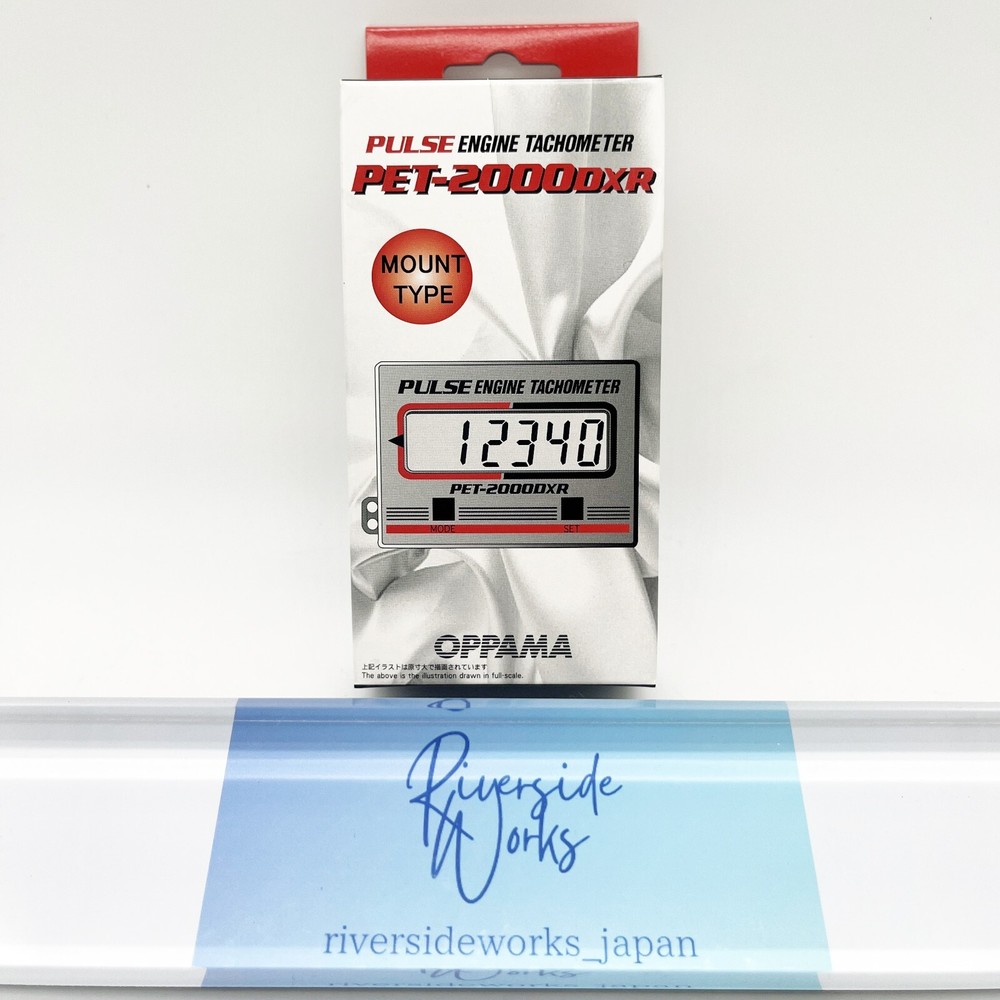 PULSE ENGINE TACHOMETER
PET-2000DXR
MOUNT
TYPE
PULSE ENGINE TACHOMETER
12340
PET-2000DXR
MODE SET
OPPAMA
上記イラストは原寸大で描画されています
The above is the illustration drawn in full-scale.
Riverside
Works
riversideworks_japan